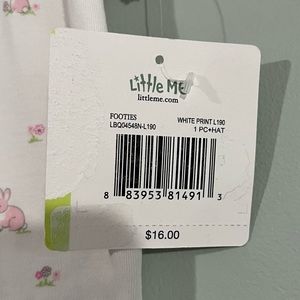 Little Me
littleme.com
FOOTIES
WHITE PRINT L190
LBQ04548N-L190
1 PC+HAT
8 83953 81491 3
$16.00